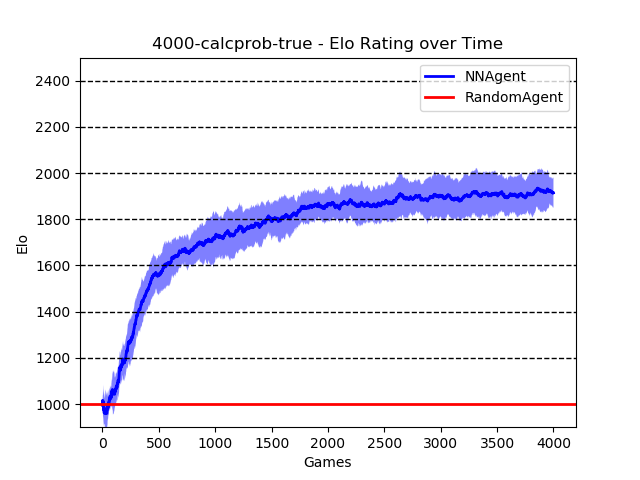 4000-calcprob-true - Elo Rating over Time
NNAgent
RandomAgent
2400
2200
2000
1800
1600
1400
1200
1000
Elo
0 500 1000 1500 2000 2500 3000 3500 4000
Games